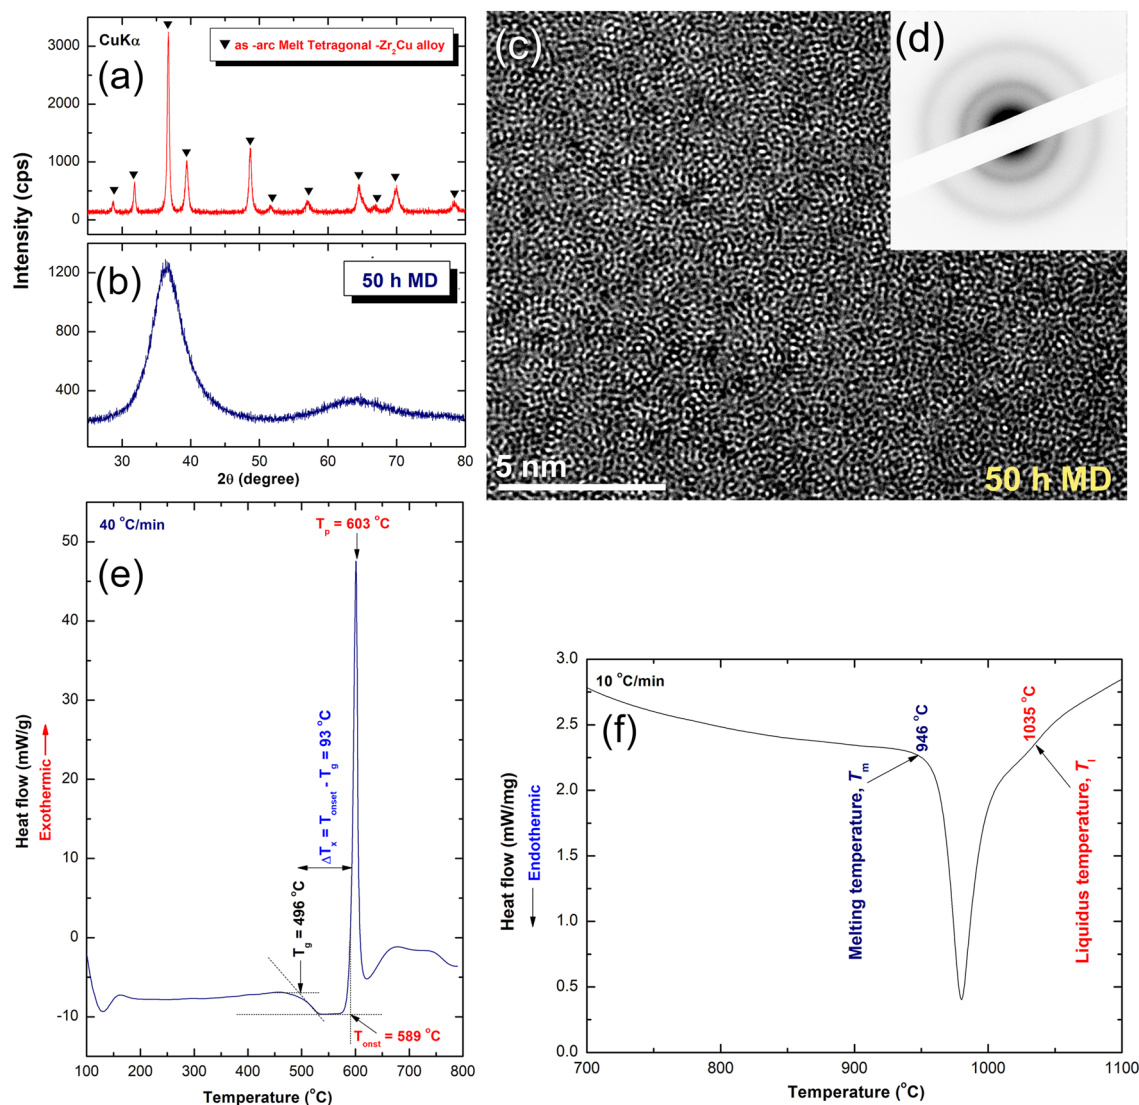 CuKα
(a)
▼ as -arc Melt Tetragonal -Zr₂Cu alloy
3000
2000
1000
0
Intensity (cps)
(b)
50 h MD
1200
800
400
30 40 50 60 70 80
2θ (degree)
(c)
(d)
5 nm
50 h MD
40 °C/min
(e)
Tp = 603 °C
50
40
30
20
10
0
-10
Heat flow (mW/g)
Exothermic
ΔTx = Tonset - Tg = 93 °C
Tg = 496 °C
Tonst = 589 °C
100 200 300 400 500 600 700 800
Temperature (°C)
10 °C/min
(f)
3.0
2.5
2.0
1.5
1.0
0.5
0.0
Heat flow (mW/mg)
Endothermic
946 °C
Melting temperature, Tm
1035 °C
Liquidus temperature, Tl
700 800 900 1000 1100
Temperature (°C)